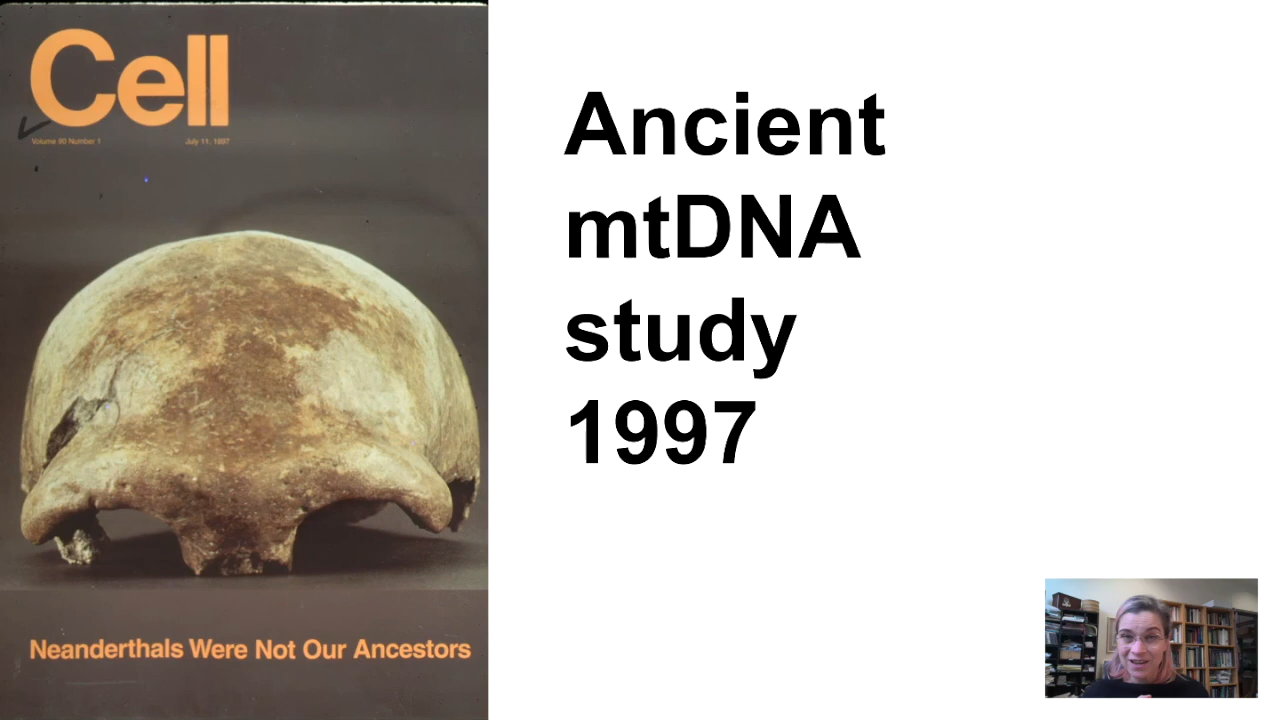 Cell
Volume 90 Number 1
July 11, 1997
Neanderthals Were Not Our Ancestors
Ancient
mtDNA
study
1997